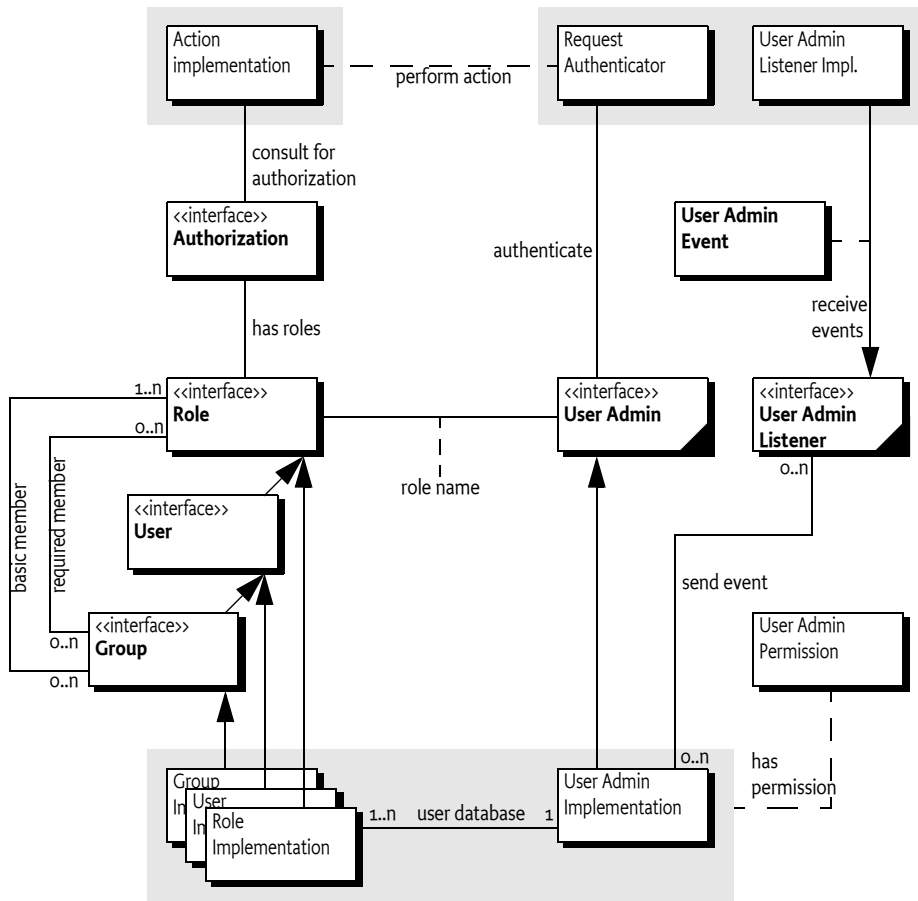 Action
implementation
perform action
Request
Authenticator
User Admin
Listener Impl.
consult for
authorization
<<interface>>
Authorization
User Admin
Event
authenticate
receive
events
has roles
1..n
0..n
<<interface>>
Role
<<interface>>
User Admin
<<interface>>
User Admin
Listener
0..n
role name
basic member
required member
<<interface>>
User
send event
<<interface>>
Group
0..n
0..n
User Admin
Permission
0..n
has
permission
Group
In
User
In
Role
Implementation
1..n
user database
1
User Admin
Implementation